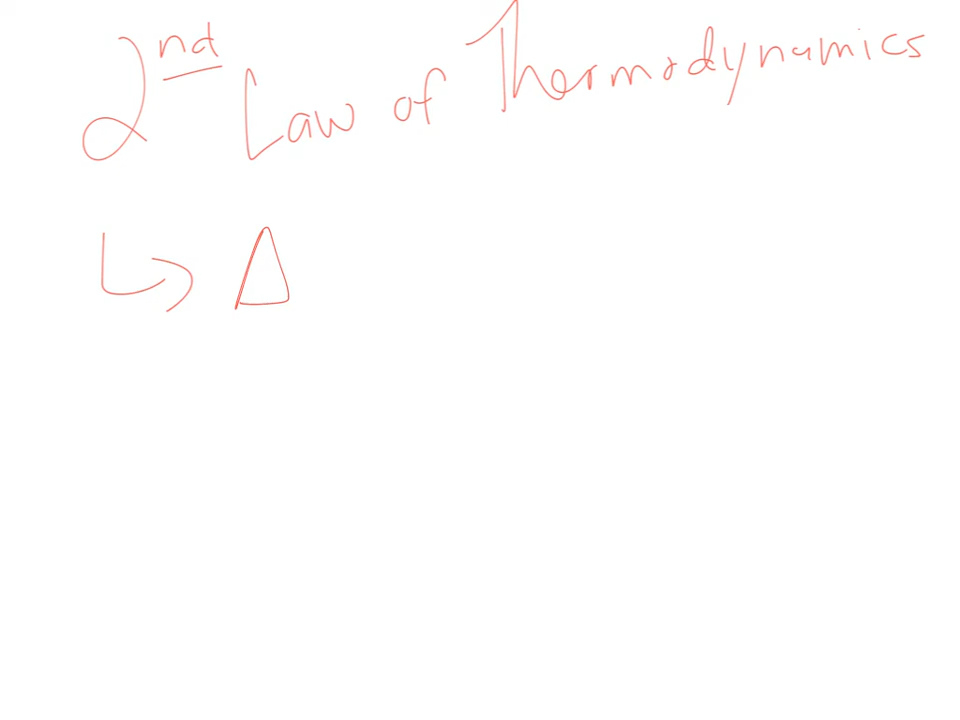 2nd Law of Thermodynamics
↳ Δ